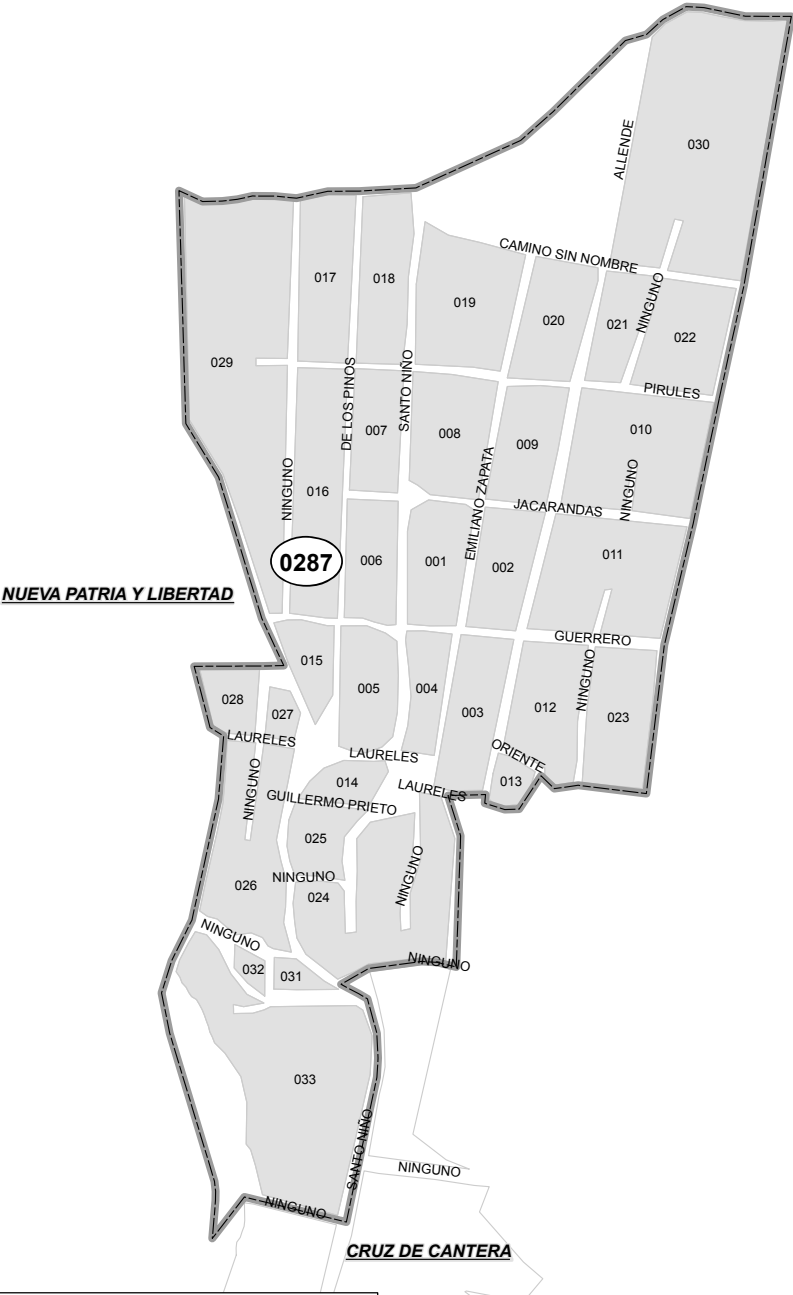 030
ALLENDE
CAMINO SIN NOMBRE
017
018
019
020
021
NINGUNO
022
029
DE LOS PINOS
SANTO NIÑO
PIRULES
007
008
009
010
EMILIANO ZAPATA
NINGUNO
016
NINGUNO
JACARANDAS
0287
006
001
002
011
NUEVA PATRIA Y LIBERTAD
GUERRERO
015
005
004
003
012
NINGUNO
023
028
027
LAURELES
LAURELES
ORIENTE
013
NINGUNO
014
LAURELES
GUILLERMO PRIETO
025
NINGUNO
NINGUNO
026
024
NINGUNO
NINGUNO
032
031
033
SANTO NIÑO
NINGUNO
NINGUNO
CRUZ DE CANTERA